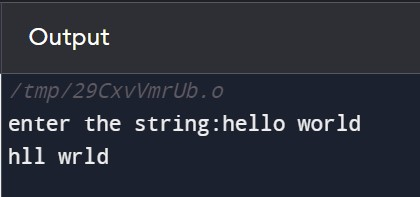 Output
/tmp/29CxvVmrUb.o
enter the string:hello world
hll wrld